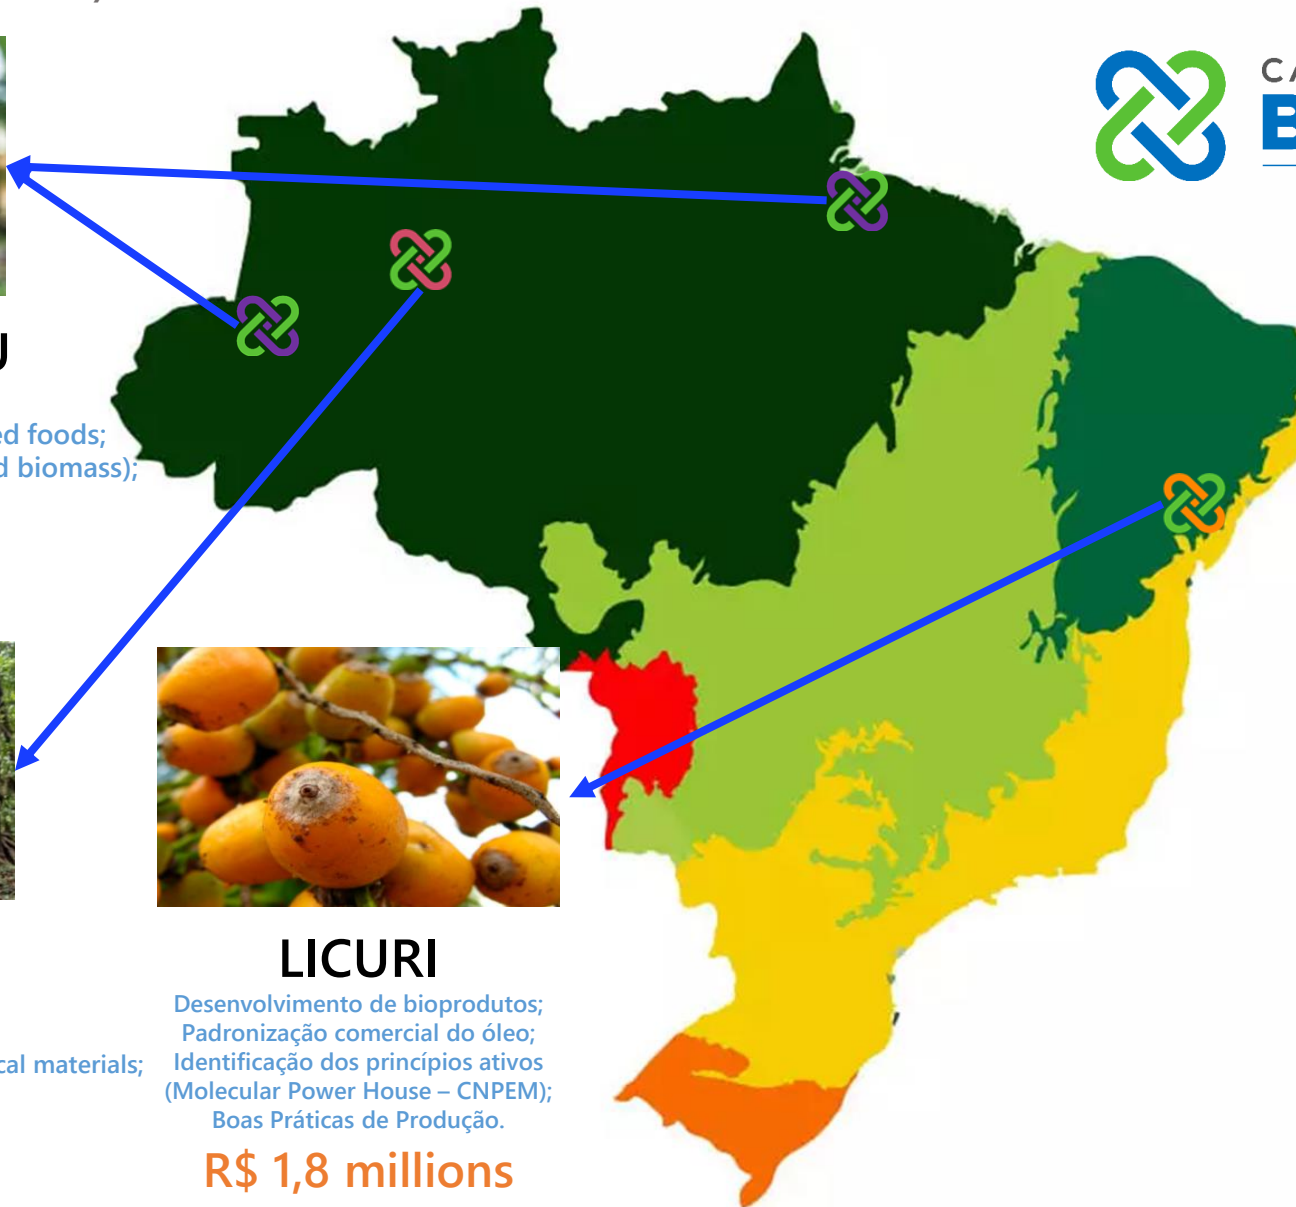 CA
B
U
ed foods;
d biomass);
cal materials;
LICURI
Desenvolvimento de bioprodutos;
Padronização comercial do óleo;
Identificação dos princípios ativos
(Molecular Power House – CNPEM);
Boas Práticas de Produção.
R$ 1,8 millions